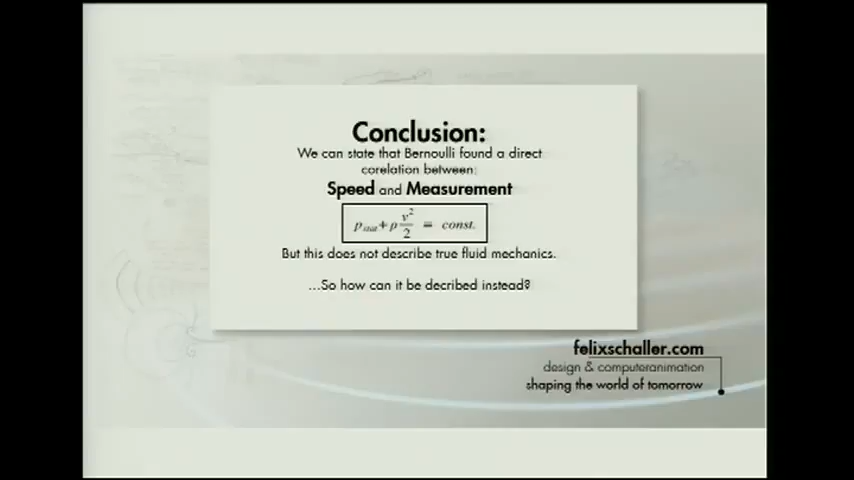 Conclusion:
We can state that Bernoulli found a direct
corelation between:
Speed and Measurement
p_stat + ρ v²/2 = const.
But this does not describe true fluid mechanics.
...So how can it be decribed instead?
felixschaller.com
design & computeranimation
shaping the world of tomorrow